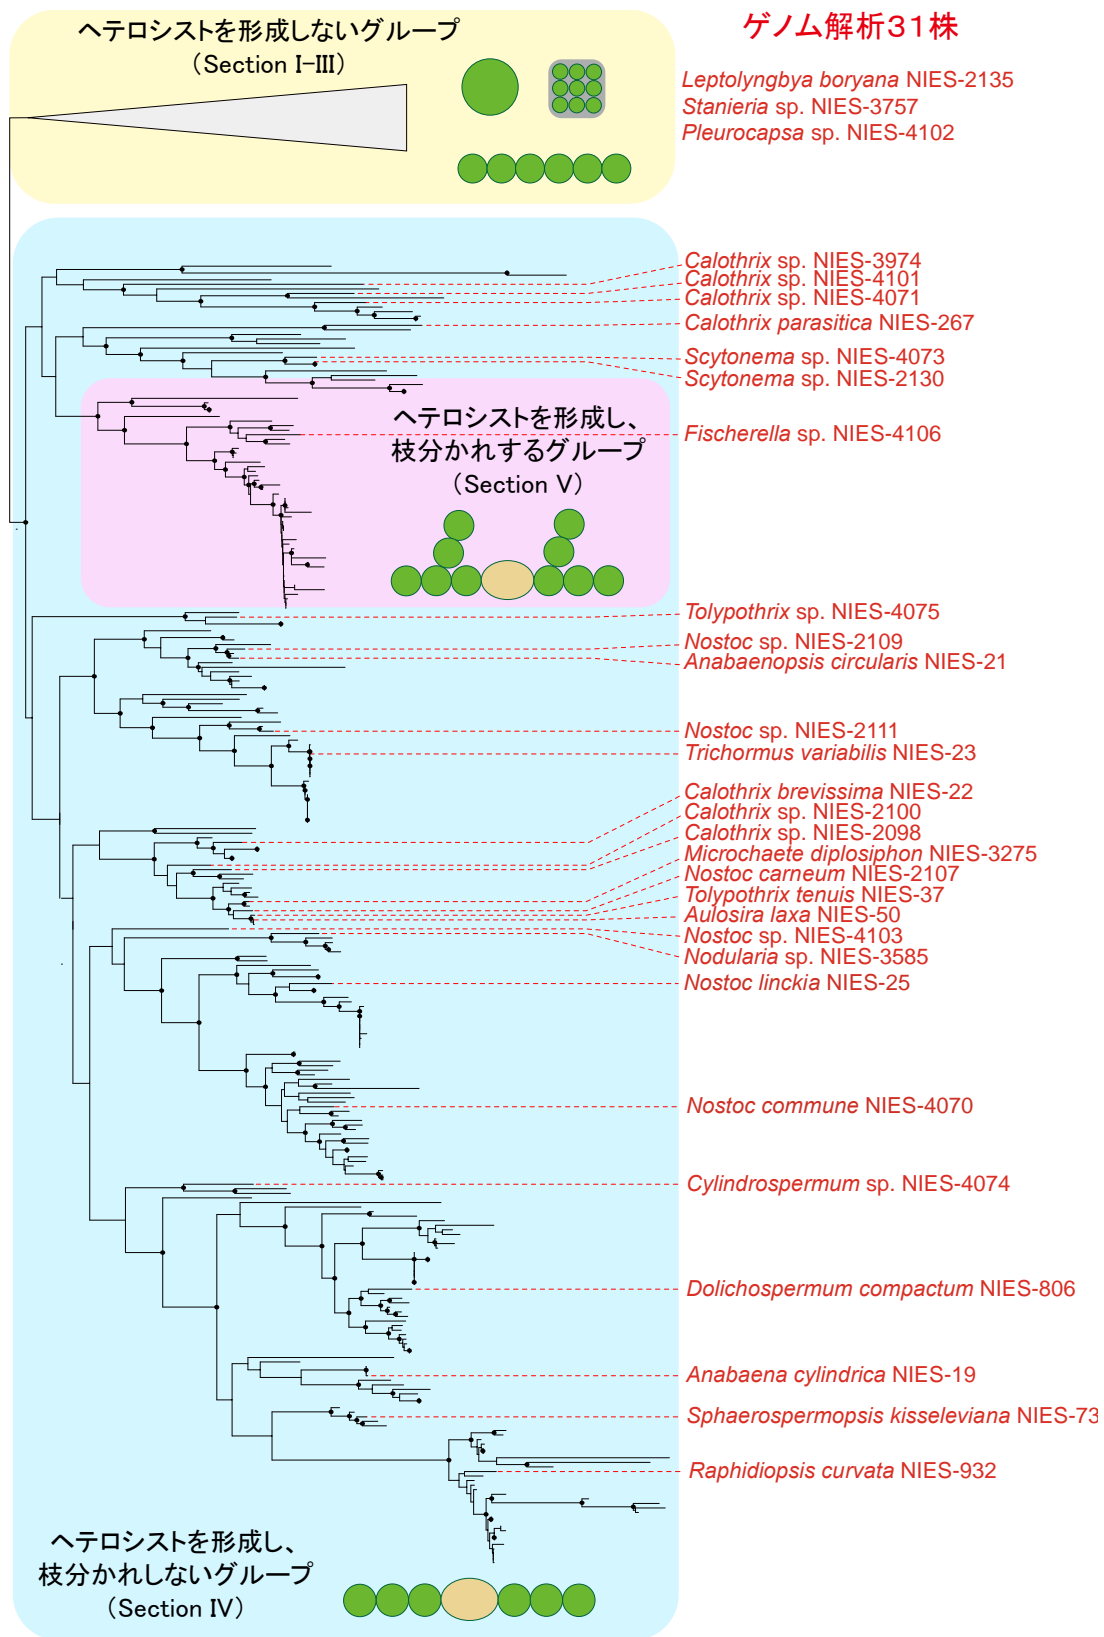 ヘテロシストを形成しないグループ
(Section I-III)
ゲノム解析31株
Leptolyngbya boryana NIES-2135
Stanieria sp. NIES-3757
Pleurocapsa sp. NIES-4102
Calothrix sp. NIES-3974
Calothrix sp. NIES-4101
Calothrix sp. NIES-4071
Calothrix parasitica NIES-267
Scytonema sp. NIES-4073
Scytonema sp. NIES-2130
ヘテロシストを形成し、
枝分かれするグループ
(Section V)
Fischerella sp. NIES-4106
Tolypothrix sp. NIES-4075
Nostoc sp. NIES-2109
Anabaenopsis circularis NIES-21
Nostoc sp. NIES-2111
Trichormus variabilis NIES-23
Calothrix brevissima NIES-22
Calothrix sp. NIES-2100
Calothrix sp. NIES-2098
Microchaete diplosiphon NIES-3275
Nostoc carneum NIES-2107
Tolypothrix tenuis NIES-37
Aulosira laxa NIES-50
Nostoc sp. NIES-4103
Nodularia sp. NIES-3585
Nostoc linckia NIES-25
Nostoc commune NIES-4070
Cylindrospermum sp. NIES-4074
Dolichospermum compactum NIES-806
Anabaena cylindrica NIES-19
Sphaerospermopsis kisseleviana NIES-73
Raphidiopsis curvata NIES-932
ヘテロシストを形成し、
枝分かれしないグループ
(Section IV)